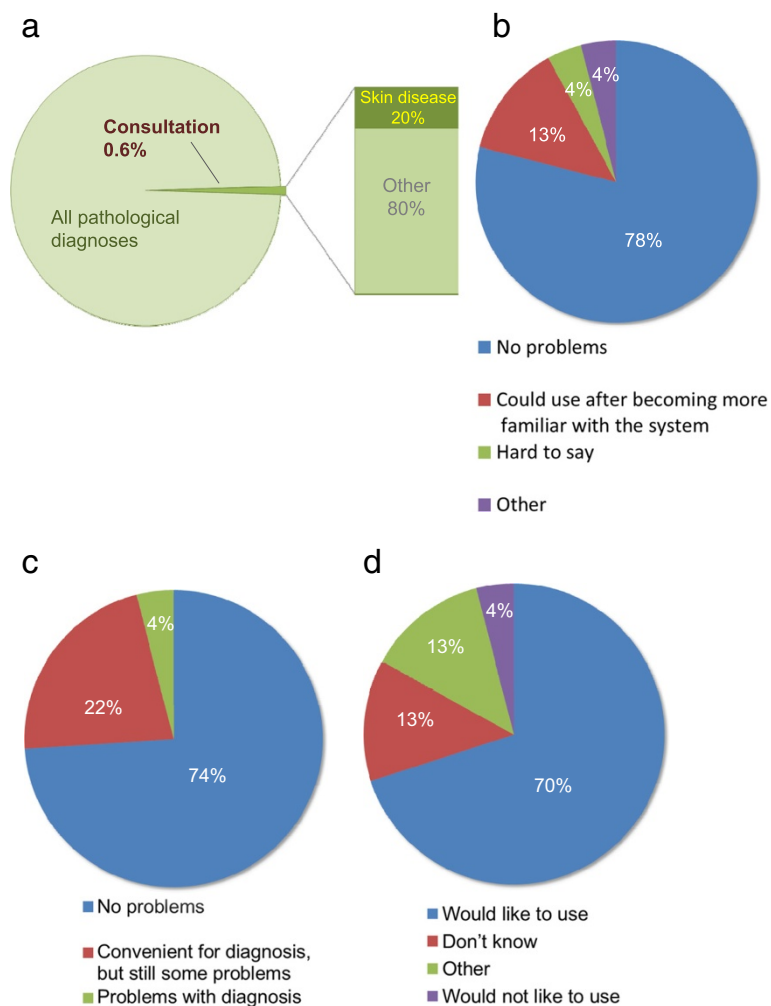 a
Consultation
0.6%
All pathological
diagnoses
Skin disease
20%
Other
80%
b
4%
4%
13%
78%
No problems
Could use after becoming more
familiar with the system
Hard to say
Other
c
4%
22%
74%
No problems
Convenient for diagnosis,
but still some problems
Problems with diagnosis
d
4%
13%
13%
70%
Would like to use
Don't know
Other
Would not like to use